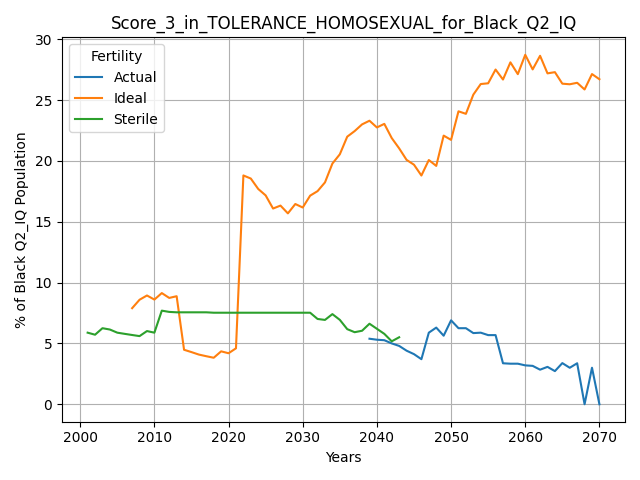 Score_3_in_TOLERANCE_HOMOSEXUAL_for_Black_Q2_IQ
Fertility
Actual
Ideal
Sterile
% of Black Q2_IQ Population
30
25
20
15
10
5
0
2000 2010 2020 2030 2040 2050 2060 2070
Years